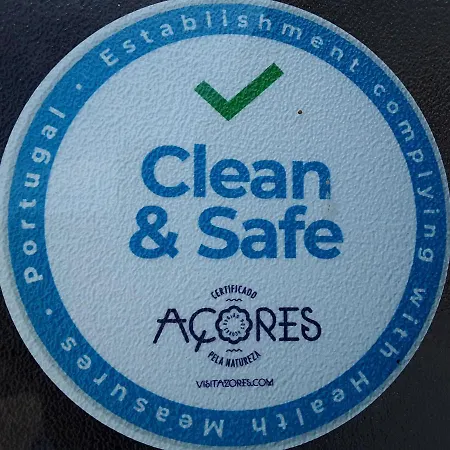 Portugal · Establishment complying with Health Measures ·
Clean
& Safe
CERTIFICADO
AÇORES
PELA NATUREZA
VISITAZORES.COM